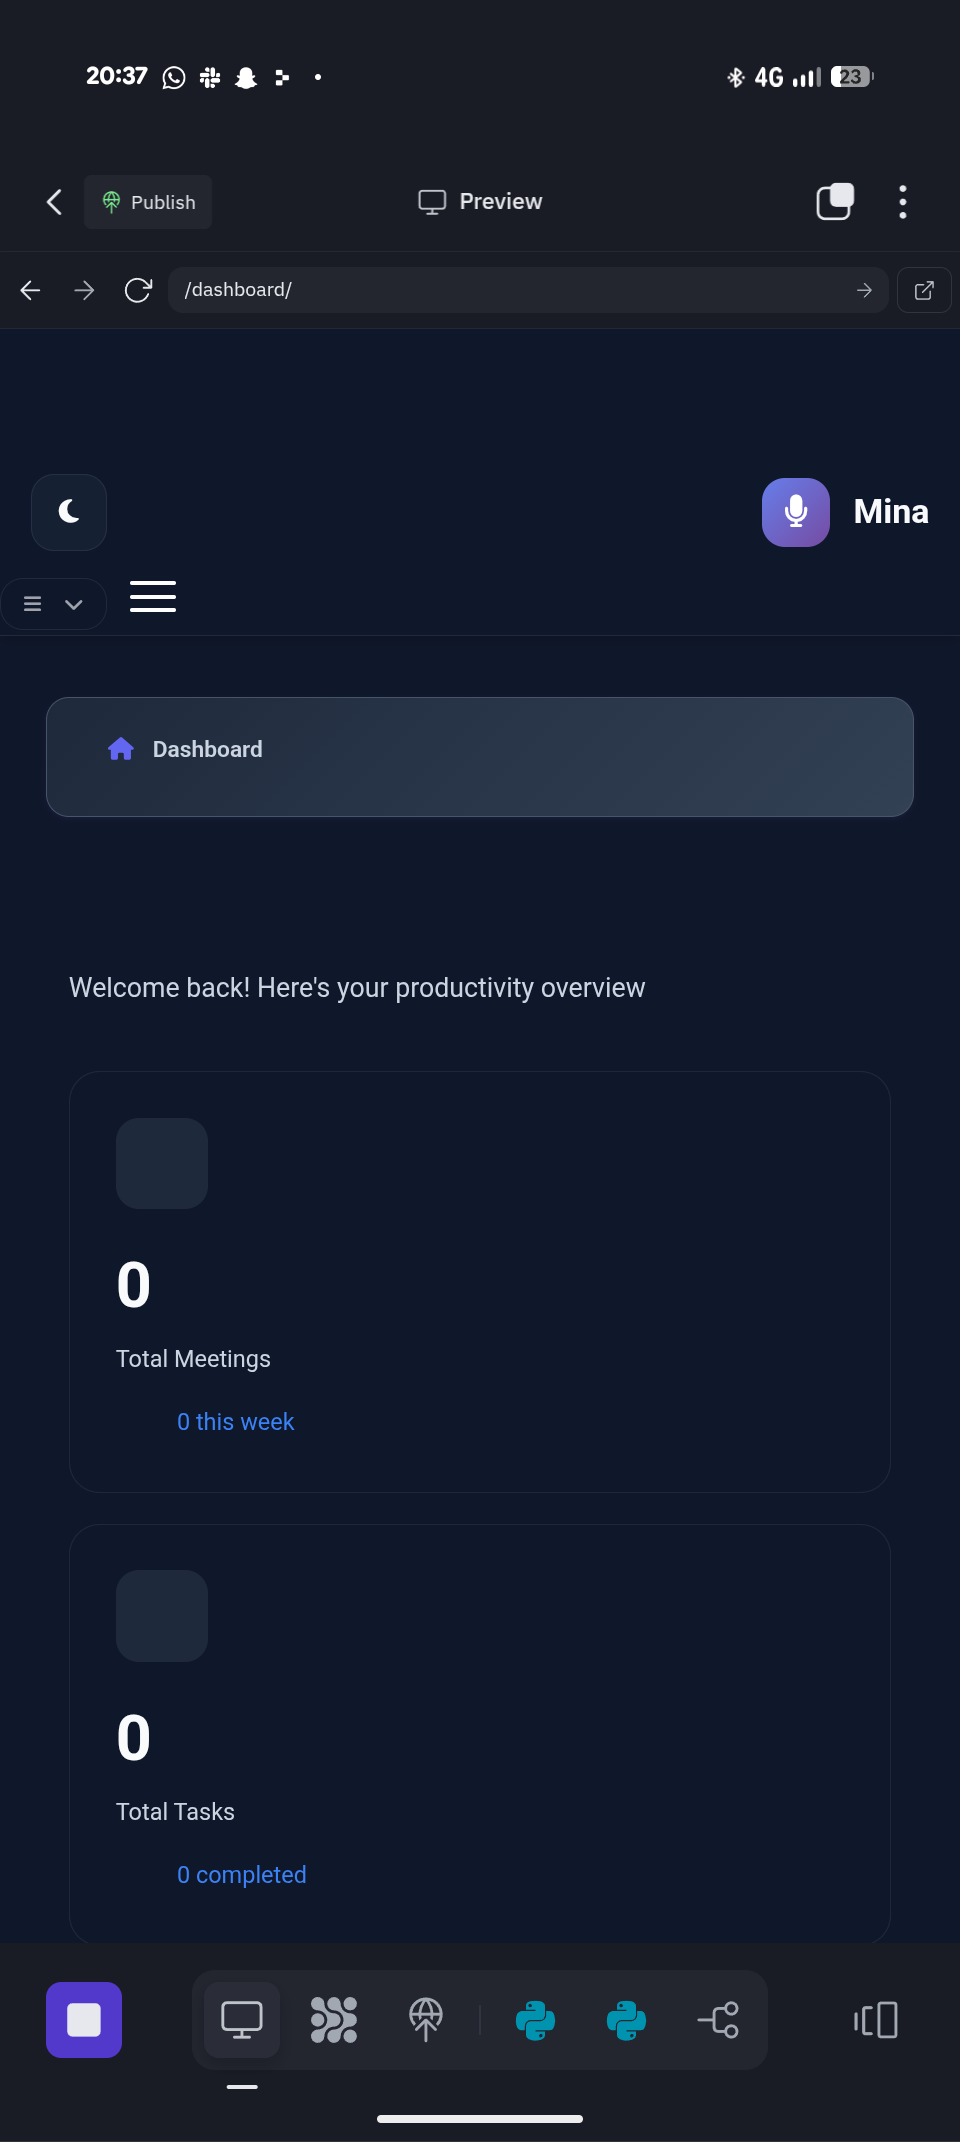 20:37
4G
23
Publish
Preview
/dashboard/
Mina
Dashboard
Welcome back! Here's your productivity overview
0
Total Meetings
0 this week
0
Total Tasks
0 completed